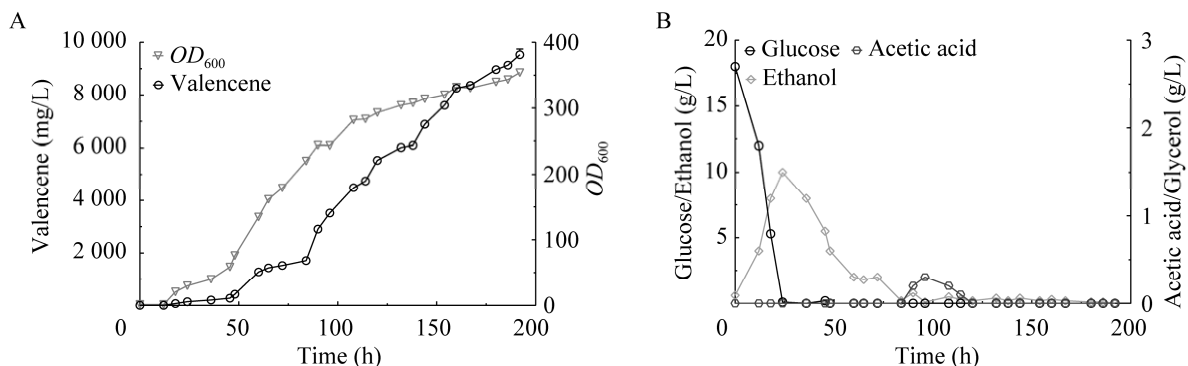 A
10 000
8 000
6 000
4 000
2 000
Valencene (mg/L)
OD600
Valencene
400
300
200
100
0
OD600
0
50
100
150
200
Time (h)
B
20
15
10
5
Glucose/Ethanol (g/L)
Glucose
Acetic acid
Ethanol
3
2
1
0
Acetic acid/Glycerol (g/L)
0
50
100
150
200
Time (h)